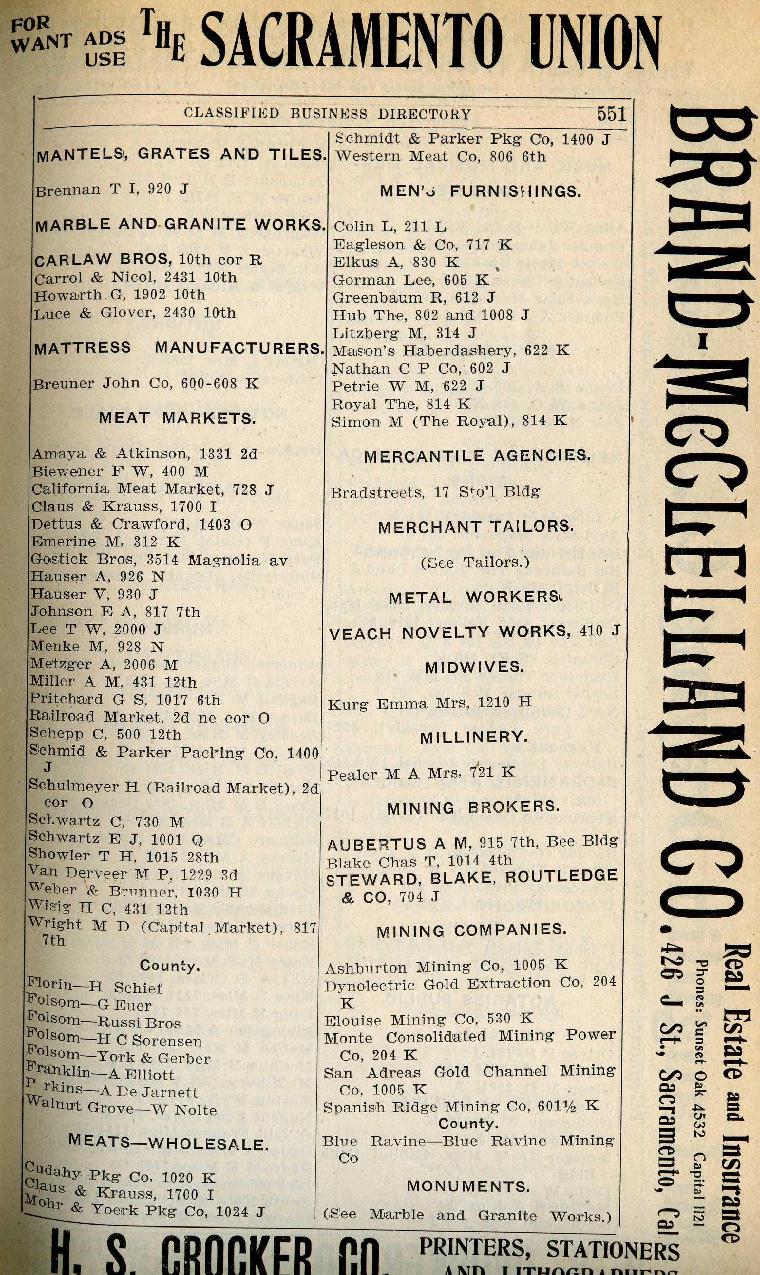 FOR
WANT ADS
USE
THE SACRAMENTO UNION
CLASSIFIED BUSINESS DIRECTORY 551
MANTELS, GRATES AND TILES.
Brennan T I, 920 J
MARBLE AND GRANITE WORKS.
CARLAW BROS, 10th cor R
Carrol & Nicol, 2431 10th
Howarth G, 1902 10th
Luce & Glover, 2430 10th
MATTRESS MANUFACTURERS.
Breuner John Co, 600-608 K
MEAT MARKETS.
Amaya & Atkinson, 1331 2d
Biewener F W, 400 M
California Meat Market, 728 J
Claus & Krauss, 1700 I
Dettus & Crawford, 1403 O
Emerine M, 312 K
Gostick Bros, 3514 Magnolia av
Hauser A, 926 N
Hauser V, 930 J
Johnson E A, 817 7th
Lee T W, 2000 J
Menke M, 928 N
Metzger A, 2006 M
Miller A M, 431 12th
Pritchard G S, 1017 6th
Railroad Market, 2d ne cor O
Schepp C, 500 12th
Schmid & Parker Packing Co, 1400
J
Schulmeyer H (Railroad Market), 2d
cor O
Schwartz C, 730 M
Schwartz E J, 1001 Q
Showler T H, 1015 28th
Van Derveer M P, 1229 3d
Weber & Brunner, 1030 H
Wisig H C, 431 12th
Wright M D (Capital Market), 817
7th
County.
Florin—H Schief
Folsom—G Euer
Folsom—Russi Bros
Folsom—H C Sorensen
Folsom—York & Gerber
Franklin—A Elliott
P rkins—A De Jarnett
Walnut Grove—W Nolte
MEATS—WHOLESALE.
Cudahy Pkg Co, 1020 K
Claus & Krauss, 1700 I
Mohr & Yoerk Pkg Co, 1024 J
Schmidt & Parker Pkg Co, 1400 J
Western Meat Co, 806 6th
MEN'S FURNISHINGS.
Colin L, 211 L
Eagleson & Co, 717 K
Elkus A, 830 K
Gorman Lee, 605 K
Greenbaum R, 612 J
Hub The, 802 and 1008 J
Litzberg M, 314 J
Mason's Haberdashery, 622 K
Nathan C P Co, 602 J
Petrie W M, 622 J
Royal The, 814 K
Simon M (The Royal), 814 K
MERCANTILE AGENCIES.
Bradstreets, 17 Sto'l Bldg
MERCHANT TAILORS.
(See Tailors.)
METAL WORKERS.
VEACH NOVELTY WORKS, 410 J
MIDWIVES.
Kurg Emma Mrs, 1210 H
MILLINERY.
Pealer M A Mrs, 721 K
MINING BROKERS.
AUBERTUS A M, 915 7th, Bee Bldg
Blake Chas T, 1014 4th
STEWARD, BLAKE, ROUTLEDGE
& CO, 704 J
MINING COMPANIES.
Ashburton Mining Co, 1005 K
Dynolectric Gold Extraction Co, 204
K
Elouise Mining Co, 530 K
Monte Consolidated Mining Power
Co, 204 K
San Adreas Gold Channel Mining
Co, 1005 K
Spanish Ridge Mining Co, 601½ K
County.
Blue Ravine—Blue Ravine Mining
Co
MONUMENTS.
(See Marble and Granite Works.)
BRAND-McCLELLAND CO.
Real Estate and Insurance
Phones: Sunset Oak 4532 Capital 1121
426 J St., Sacramento, Cal
H. S. CROCKER CO.
PRINTERS, STATIONERS
AND LITHOGRAPHERS